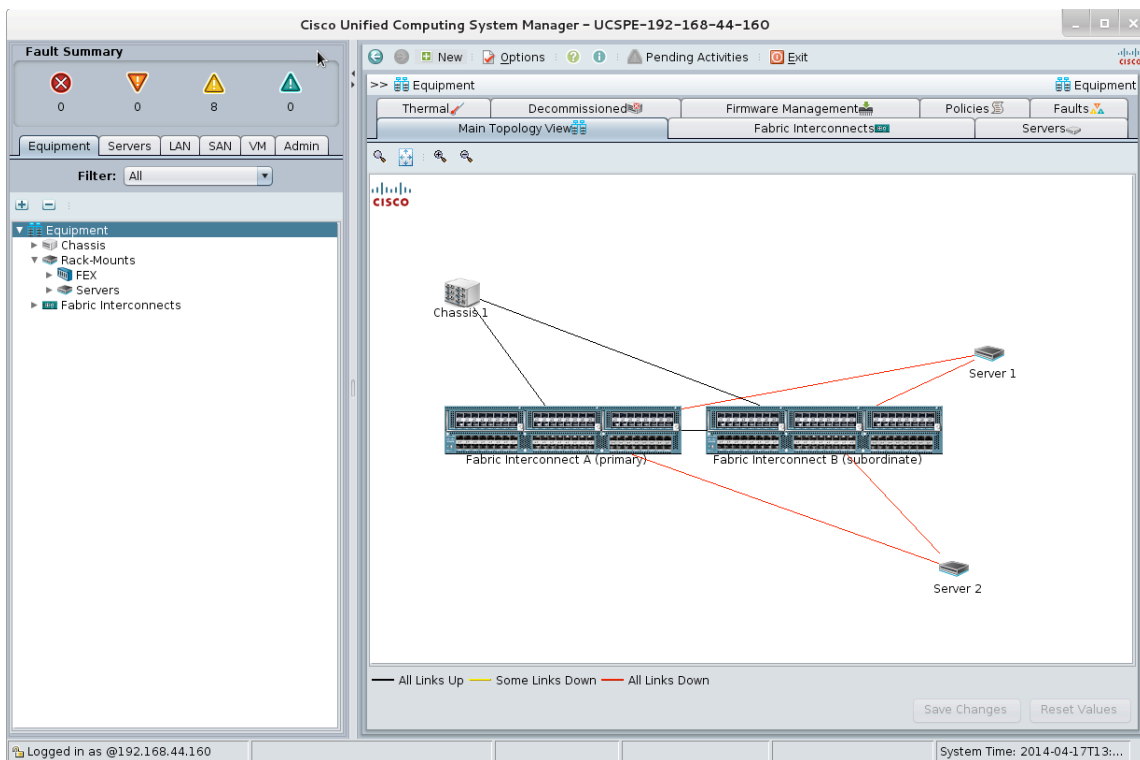 Cisco Unified Computing System Manager - UCSPE-192-168-44-160
Fault Summary
0 0 8 0
Equipment Servers LAN SAN VM Admin
Filter: All
Equipment
Chassis
Rack-Mounts
FEX
Servers
Fabric Interconnects
New Options Pending Activities Exit
cisco
>> Equipment Equipment
Thermal Decommissioned Firmware Management Policies Faults
Main Topology View Fabric Interconnects Servers
CISCO
Chassis 1
Server 1
Fabric Interconnect A (primary) Fabric Interconnect B (subordinate)
Server 2
All Links Up Some Links Down All Links Down
Save Changes Reset Values
Logged in as @192.168.44.160 System Time: 2014-04-17T13:...